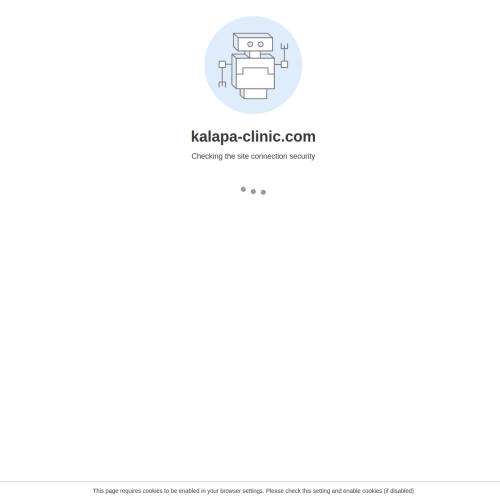 kalapa-clinic.com
Checking the site connection security
This page requires cookies to be enabled in your browser settings. Please check this setting and enable cookies (if disabled)